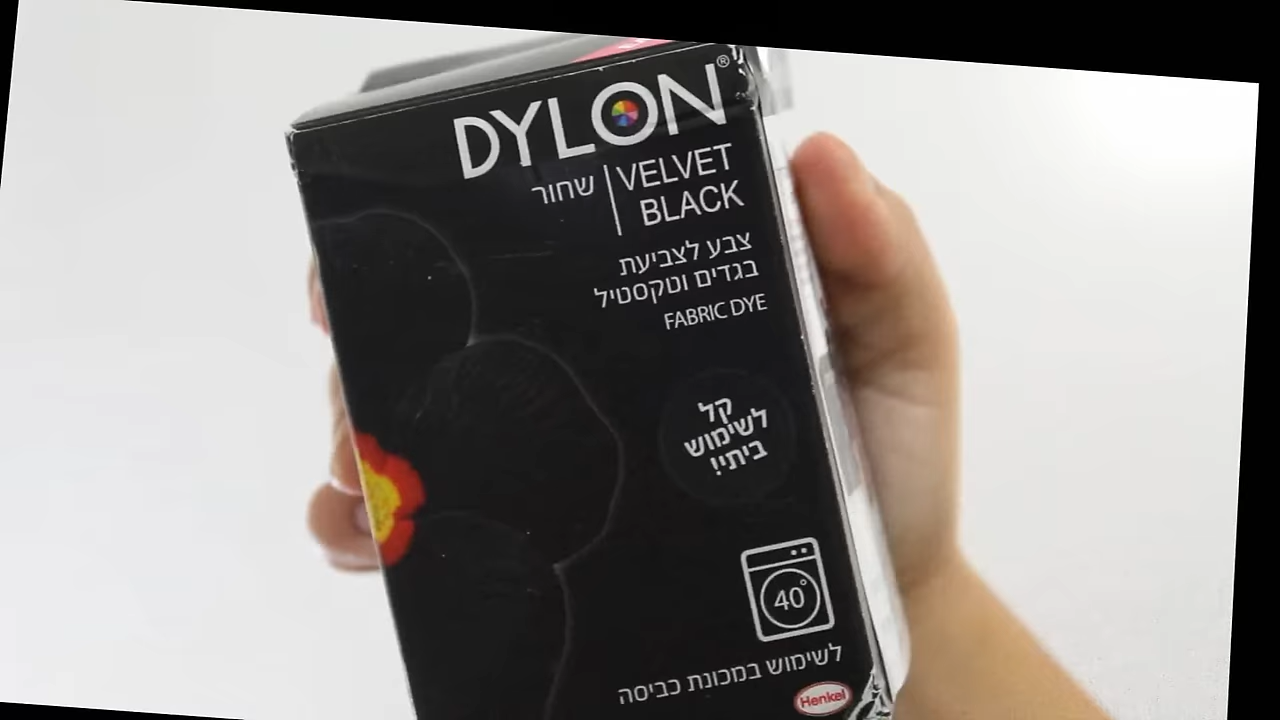 DYLON®
שחור | VELVET
BLACK
צבע לצביעת
בגדים וטקסטיל
FABRIC DYE
קל
לשימוש
ביתי!
40°
לשימוש במכונת כביסה
Henkel